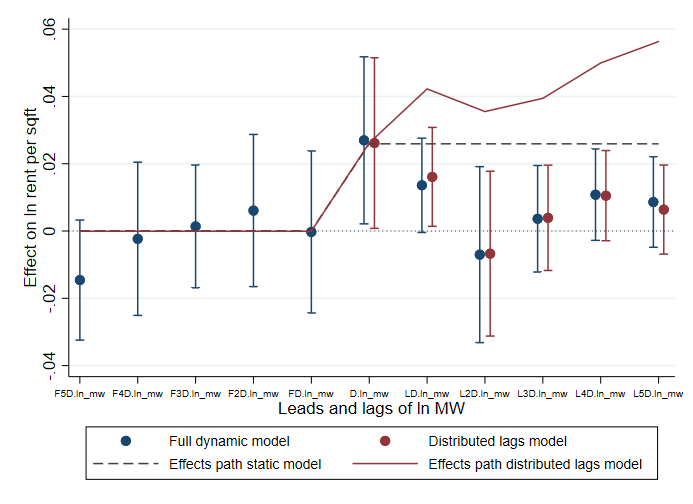 Effect on ln rent per sqft
.06
.04
.02
0
-.02
-.04
F5D.ln_mw F4D.ln_mw F3D.ln_mw F2D.ln_mw FD.ln_mw D.ln_mw LD.ln_mw L2D.ln_mw L3D.ln_mw L4D.ln_mw L5D.ln_mw
Leads and lags of ln MW
Full dynamic model Distributed lags model
Effects path static model Effects path distributed lags model